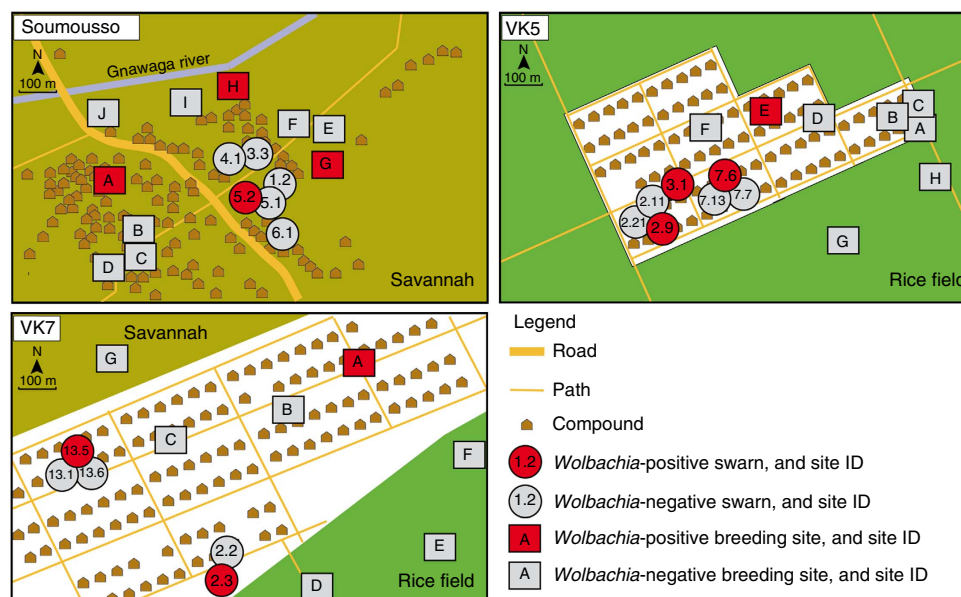 Soumousso
N
100 m
Gnawaga river
H
I
J
F
E
4.1
3.3
G
A
1.2
5.2
5.1
B
6.1
C
D
Savannah
VK5
N
100 m
E
C
F
D
B
A
3.1
7.6
H
2.11
7.13
7.7
2.21
2.9
G
Rice field
VK7
Savannah
N
G
100 m
A
B
C
13.5
13.1
13.6
F
2.2
E
2.3
D
Rice field
Legend
Road
Path
Compound
1.2 Wolbachia-positive swarn, and site ID
1.2 Wolbachia-negative swarn, and site ID
A Wolbachia-positive breeding site, and site ID
A Wolbachia-negative breeding site, and site ID